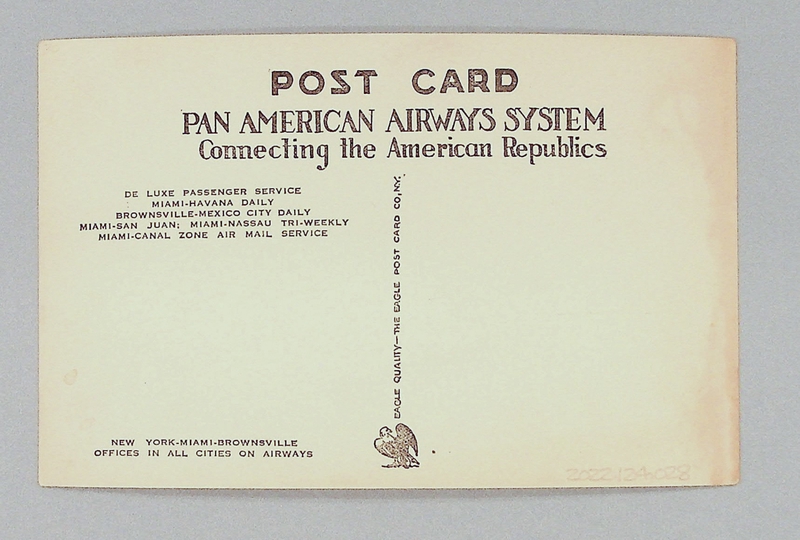 POST CARD
PAN AMERICAN AIRWAYS SYSTEM
Connecting the American Republics
DE LUXE PASSENGER SERVICE
MIAMI-HAVANA DAILY
BROWNSVILLE-MEXICO CITY DAILY
MIAMI-SAN JUAN; MIAMI-NASSAU TRI-WEEKLY
MIAMI-CANAL ZONE AIR MAIL SERVICE
EAGLE QUALITY—THE EAGLE POST CARD CO., N.Y.
NEW YORK-MIAMI-BROWNSVILLE
OFFICES IN ALL CITIES ON AIRWAYS
2022.134.028